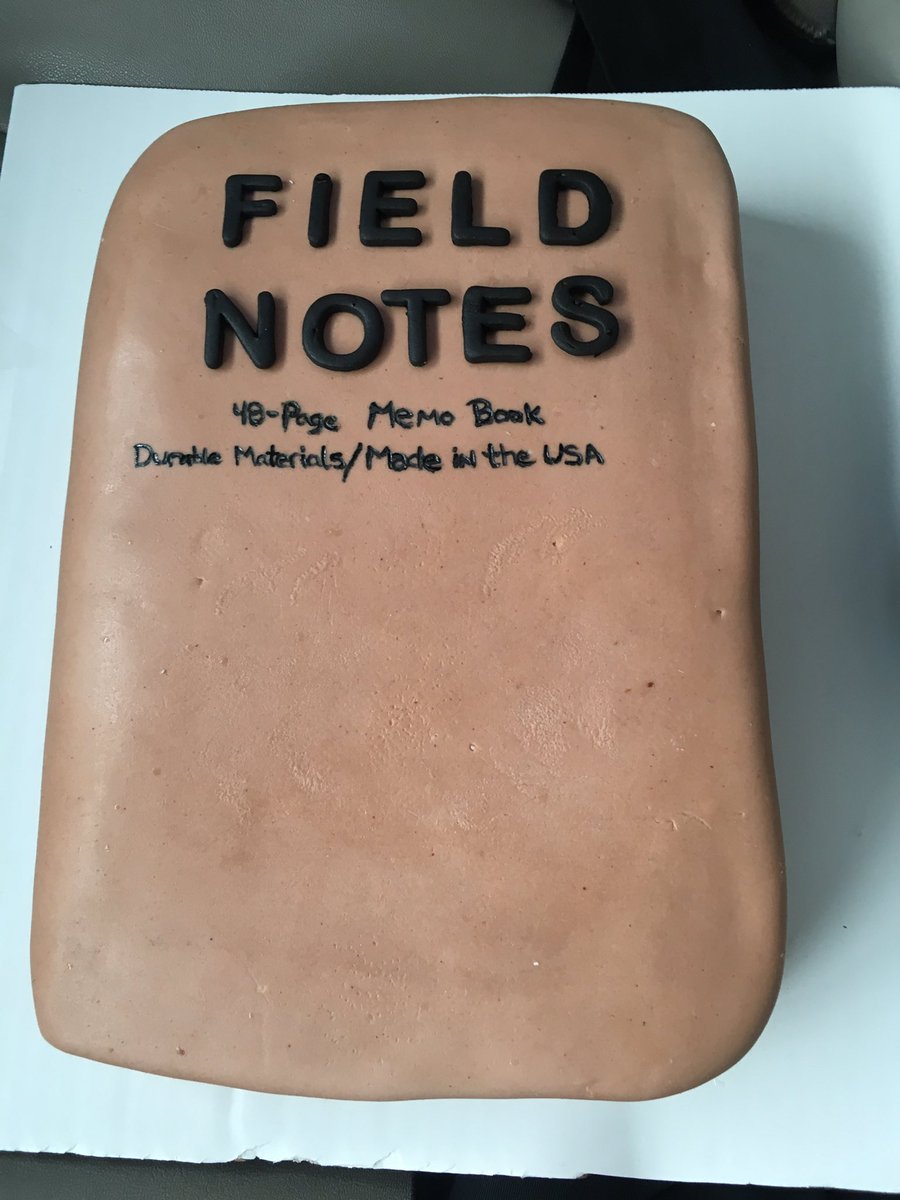 FIELD
NOTES
48-Page Memo Book
Durable Materials/Made in the USA